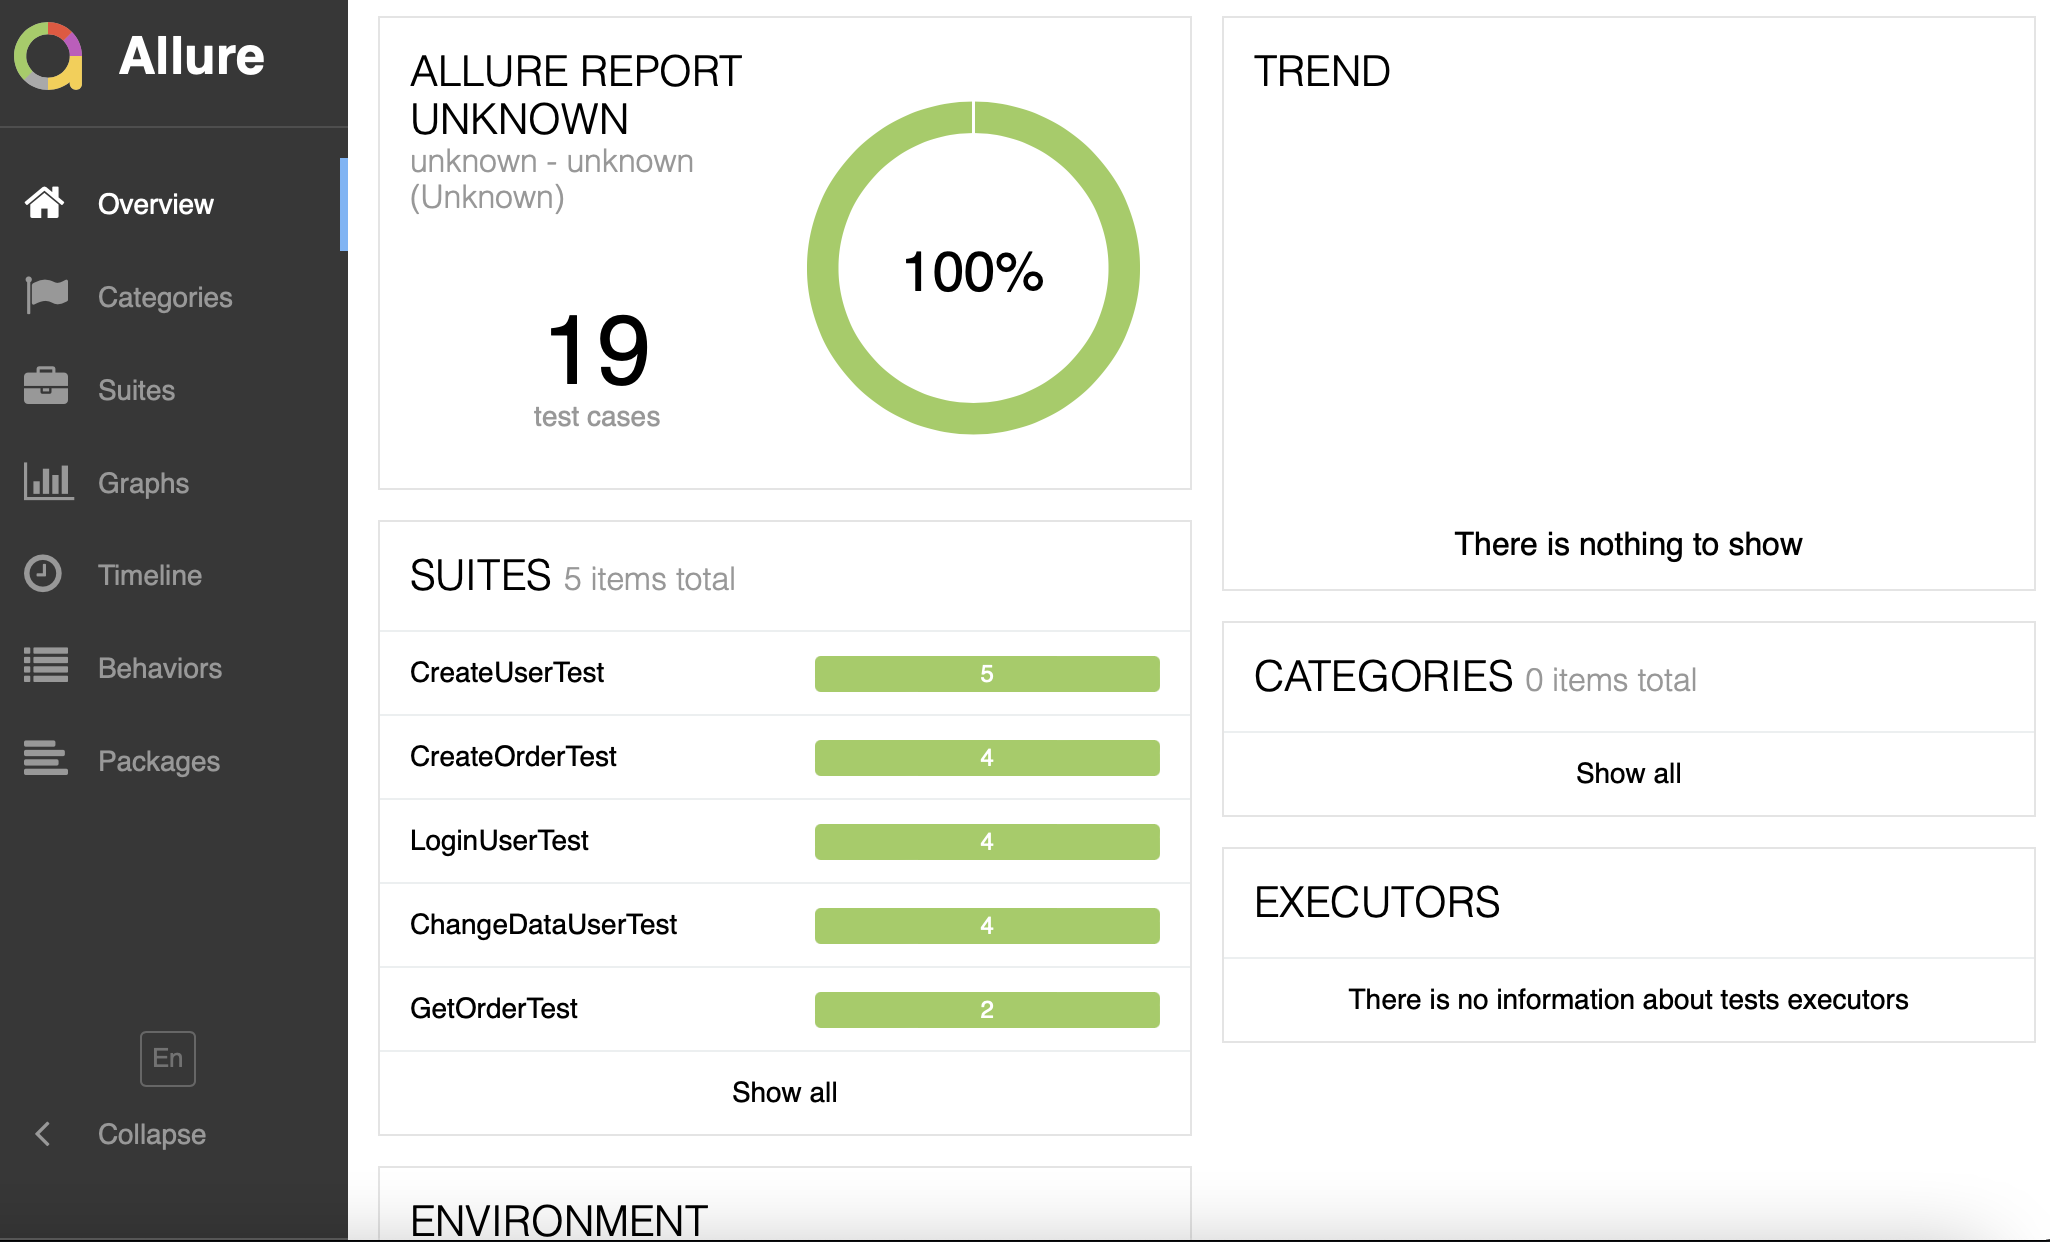 Allure
Overview
Categories
Suites
Graphs
Timeline
Behaviors
Packages
En
Collapse
ALLURE REPORT
UNKNOWN
unknown - unknown
(Unknown)
19
test cases
100%
SUITES 5 items total
CreateUserTest 5
CreateOrderTest 4
LoginUserTest 4
ChangeDataUserTest 4
GetOrderTest 2
Show all
ENVIRONMENT
TREND
There is nothing to show
CATEGORIES 0 items total
Show all
EXECUTORS
There is no information about tests executors